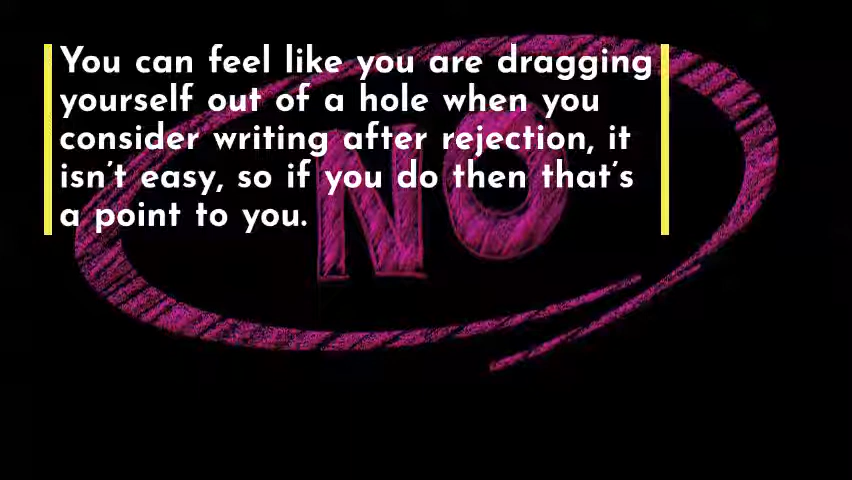 You can feel like you are dragging
yourself out of a hole when you
consider writing after rejection, it
isn't easy, so if you do then that's
a point to you.
NO